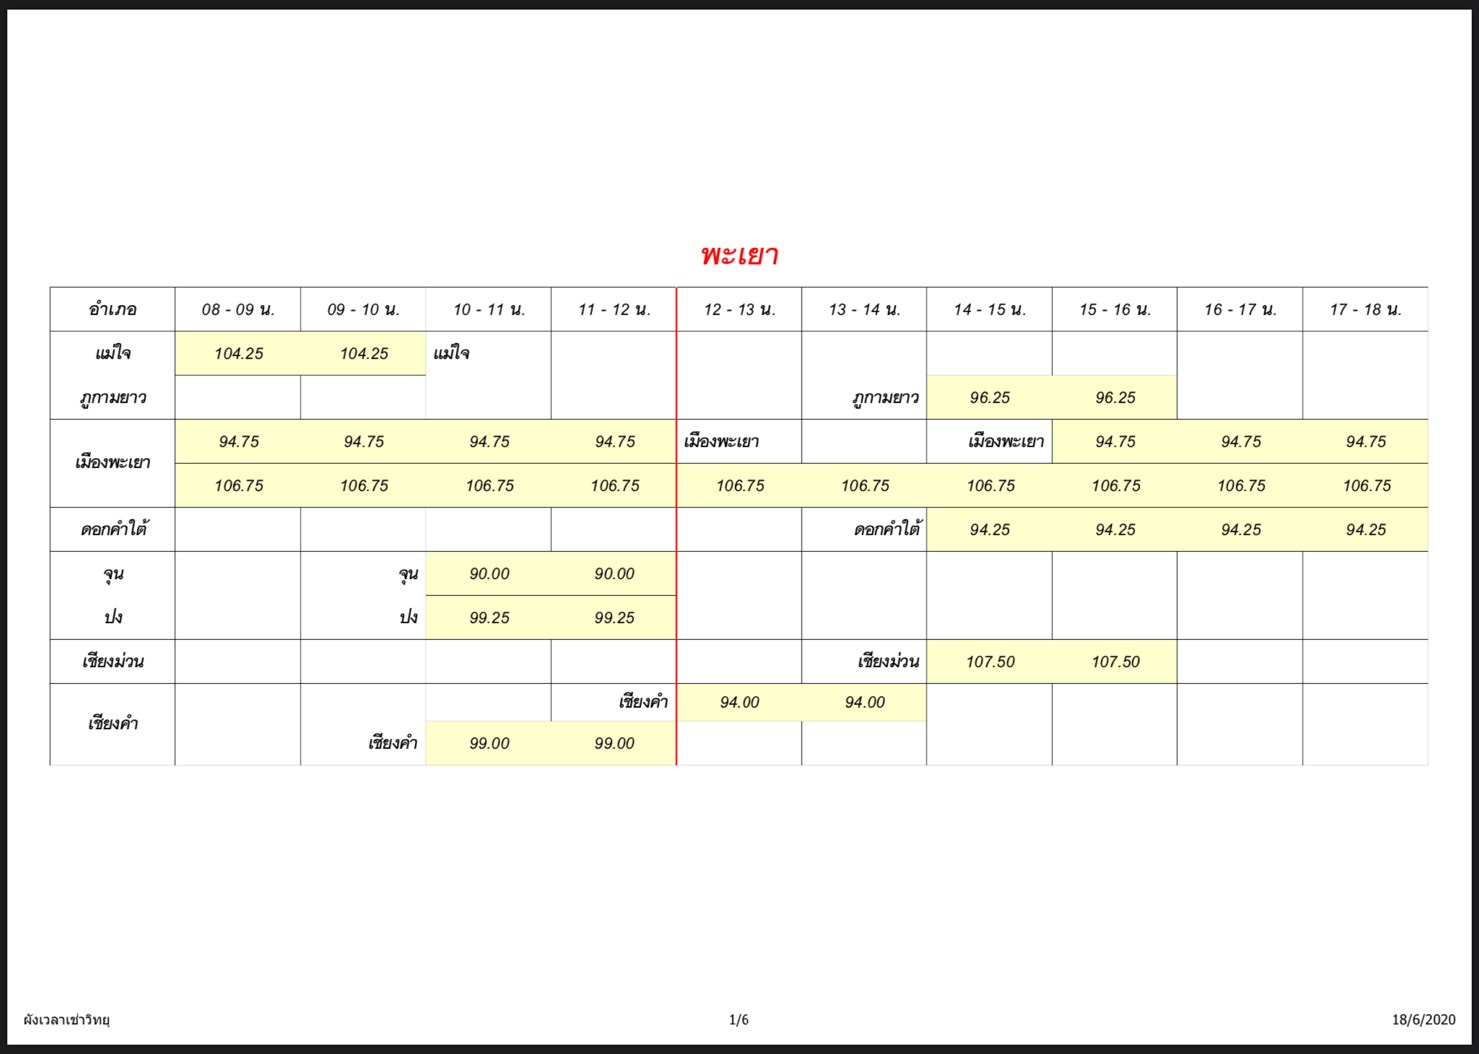 พะเยา
อำเภอ 08 - 09 น. 09 - 10 น. 10 - 11 น. 11 - 12 น. 12 - 13 น. 13 - 14 น. 14 - 15 น. 15 - 16 น. 16 - 17 น. 17 - 18 น.
แม่ใจ 104.25 104.25 แม่ใจ
ภูกามยาว ภูกามยาว 96.25 96.25
เมืองพะเยา 94.75 94.75 94.75 94.75 เมืองพะเยา เมืองพะเยา 94.75 94.75 94.75
106.75 106.75 106.75 106.75 106.75 106.75 106.75 106.75 106.75 106.75
ดอกคำใต้ ดอกคำใต้ 94.25 94.25 94.25 94.25
จุน จุน 90.00 90.00
ปง ปง 99.25 99.25
เชียงม่วน เชียงม่วน 107.50 107.50
เชียงคำ เชียงคำ 94.00 94.00
เชียงคำ 99.00 99.00
ผังเวลาเช่าวิทยุ 1/6 18/6/2020